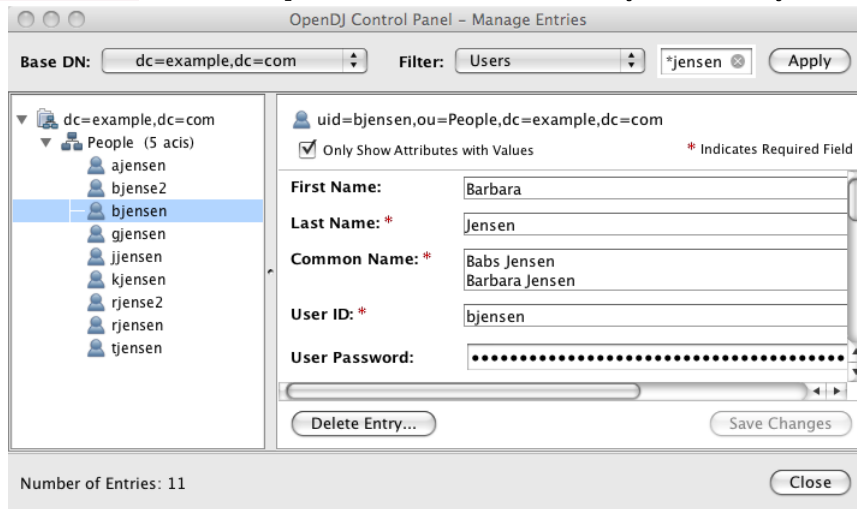 OpenDJ Control Panel – Manage Entries
Base DN: dc=example,dc=com Filter: Users *jensen Apply
dc=example,dc=com
People (5 acis)
ajensen
bjense2
bjensen
gjensen
jjensen
kjensen
rjense2
rjensen
tjensen
uid=bjensen,ou=People,dc=example,dc=com
Only Show Attributes with Values * Indicates Required Field
First Name: Barbara
Last Name: * Jensen
Common Name: * Babs Jensen
Barbara Jensen
User ID: * bjensen
User Password: ••••••••••••••••••••••••••••••••••••••
Delete Entry... Save Changes
Number of Entries: 11 Close